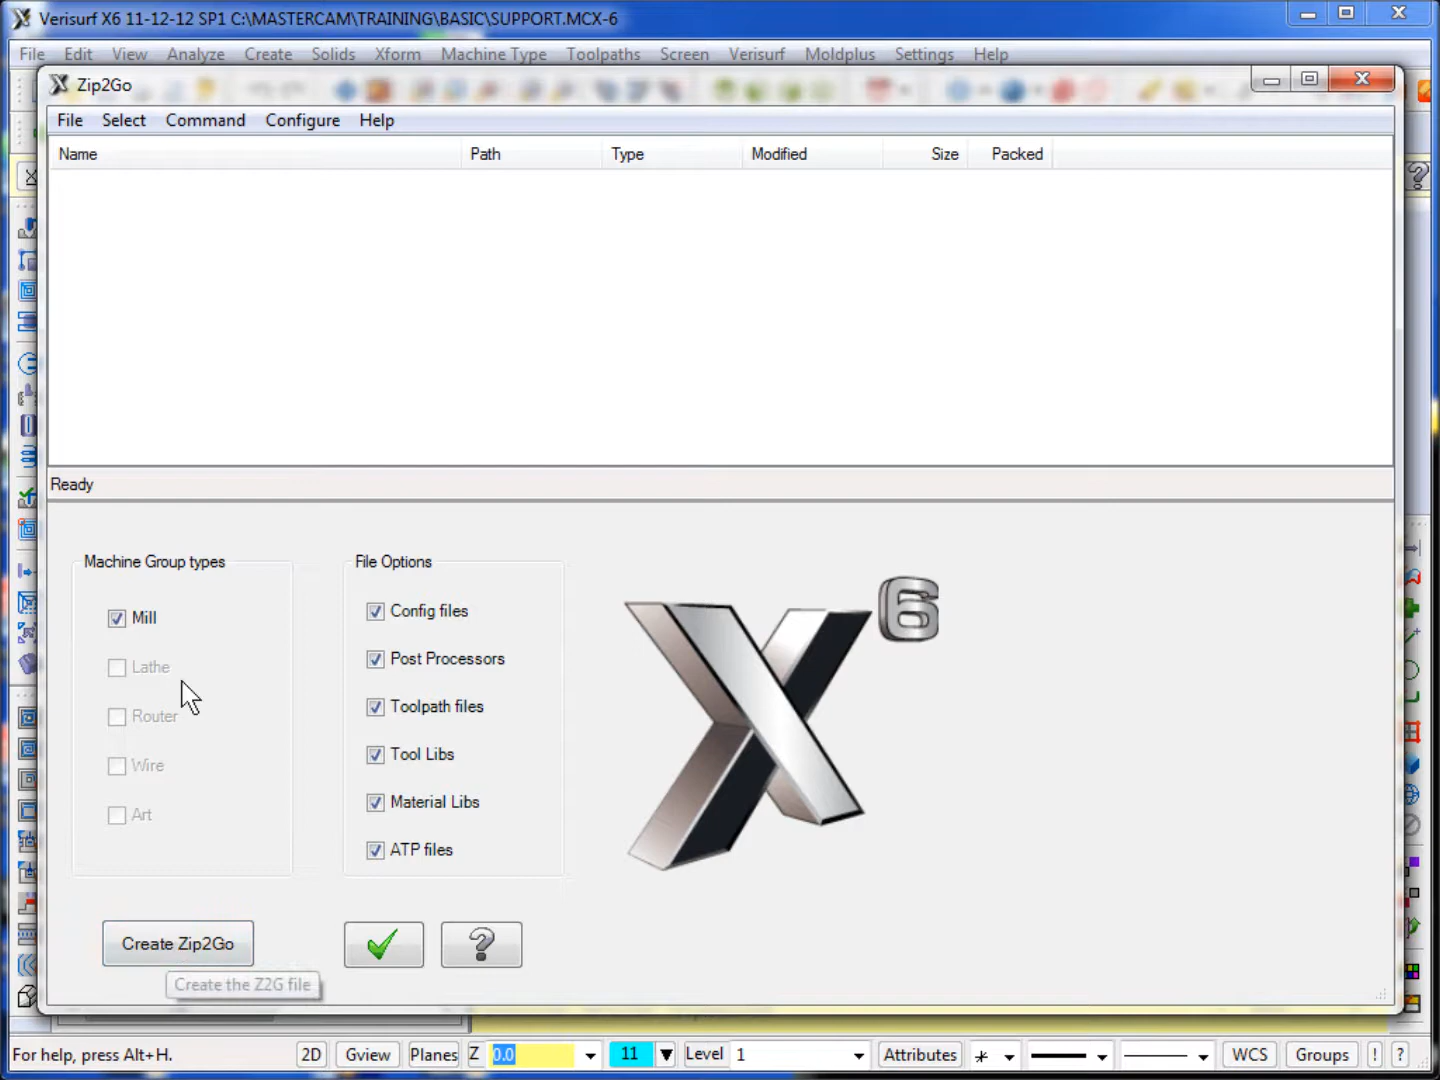 Verisurf X6 11-12-12 SP1 C:\MASTERCAM\TRAINING\BASIC\SUPPORT.MCX-6
File Edit View Analyze Create Solids Xform Machine Type Toolpaths Screen Verisurf Moldplus Settings Help
Zip2Go
File Select Command Configure Help
Name Path Type Modified Size Packed
Ready
Machine Group types File Options
Mill Config files
Lathe Post Processors
Router Toolpath files
Wire Tool Libs
Art Material Libs
ATP files
X 6
Create Zip2Go
Create the Z2G file
For help, press Alt+H. 2D Gview Planes Z 0.0 11 Level 1 Attributes WCS Groups ! ?